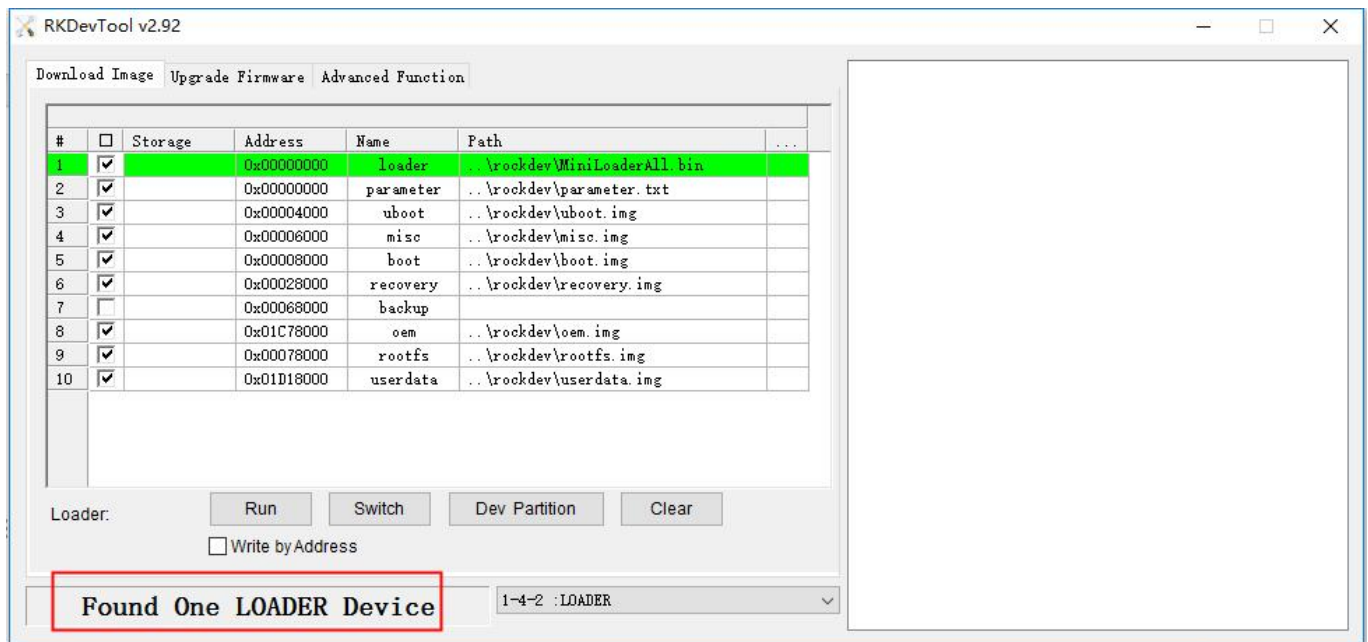 RKDevTool v2.92
Download Image Upgrade Firmware Advanced Function
# Storage Address Name Path ...
1 0x00000000 loader ..\rockdev\MiniLoaderAll.bin
2 0x00000000 parameter ..\rockdev\parameter.txt
3 0x00004000 uboot ..\rockdev\uboot.img
4 0x00006000 misc ..\rockdev\misc.img
5 0x00008000 boot ..\rockdev\boot.img
6 0x00028000 recovery ..\rockdev\recovery.img
7 0x00068000 backup
8 0x01C78000 oem ..\rockdev\oem.img
9 0x00078000 rootfs ..\rockdev\rootfs.img
10 0x01D18000 userdata ..\rockdev\userdata.img
Loader: Run Switch Dev Partition Clear
Write by Address
Found One LOADER Device 1-4-2 :LOADER